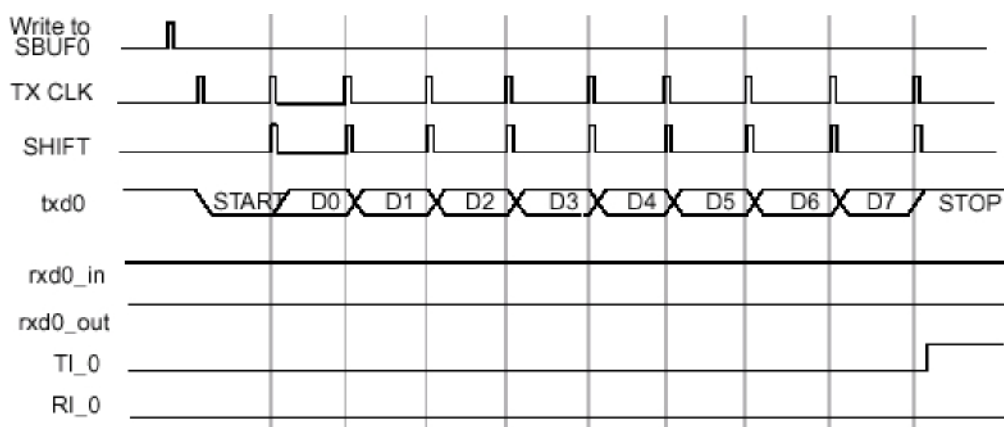 Write to
SBUF0
TX CLK
SHIFT
txd0 START D0 D1 D2 D3 D4 D5 D6 D7 STOP
rxd0_in
rxd0_out
TI_0
RI_0